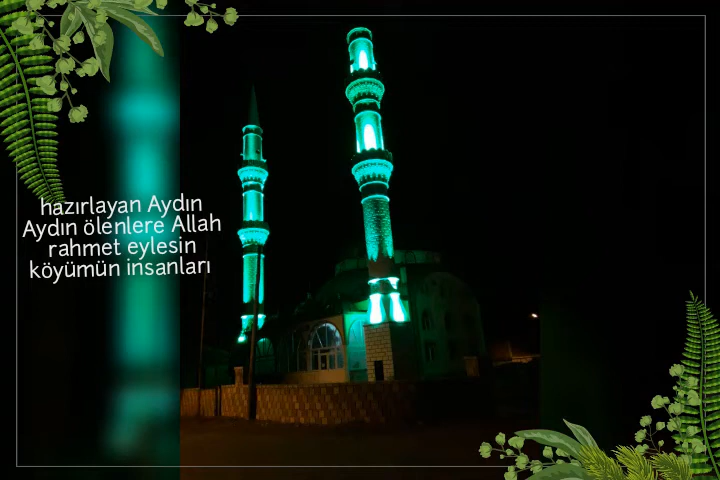 hazırlayan Aydın
Aydın ölenlere Allah
rahmet eylesin
köyümün insanları